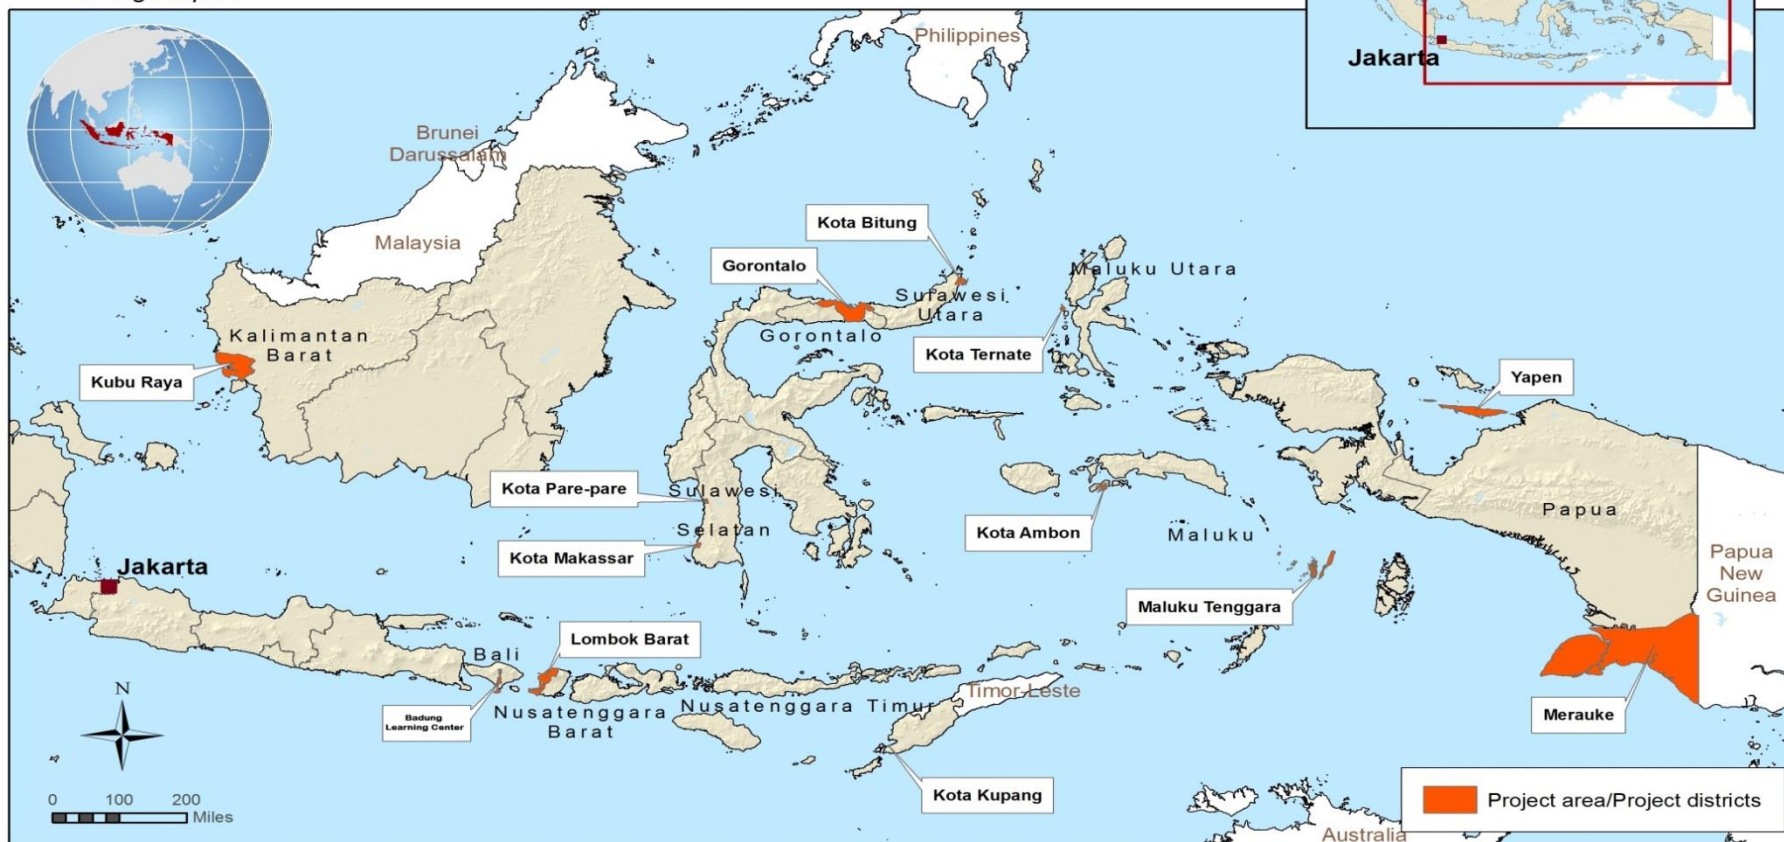 Jakarta
Philippines
Brunei
Darussalam
Malaysia
Kota Bitung
Gorontalo
Maluku Utara
Sulawesi
Utara
Gorontalo
Kota Ternate
Kalimantan
Barat
Kubu Raya
Yapen
Kota Pare-pare
Sulawesi
Selatan
Kota Makassar
Kota Ambon
Maluku
Papua
Papua
New
Guinea
Jakarta
Maluku Tenggara
Lombok Barat
Bali
Badung
Learning Center
Nusatenggara
Barat
Nusatenggara Timur
Timor-Leste
Merauke
Kota Kupang
N
0 100 200
Miles
Project area/Project districts
Australia